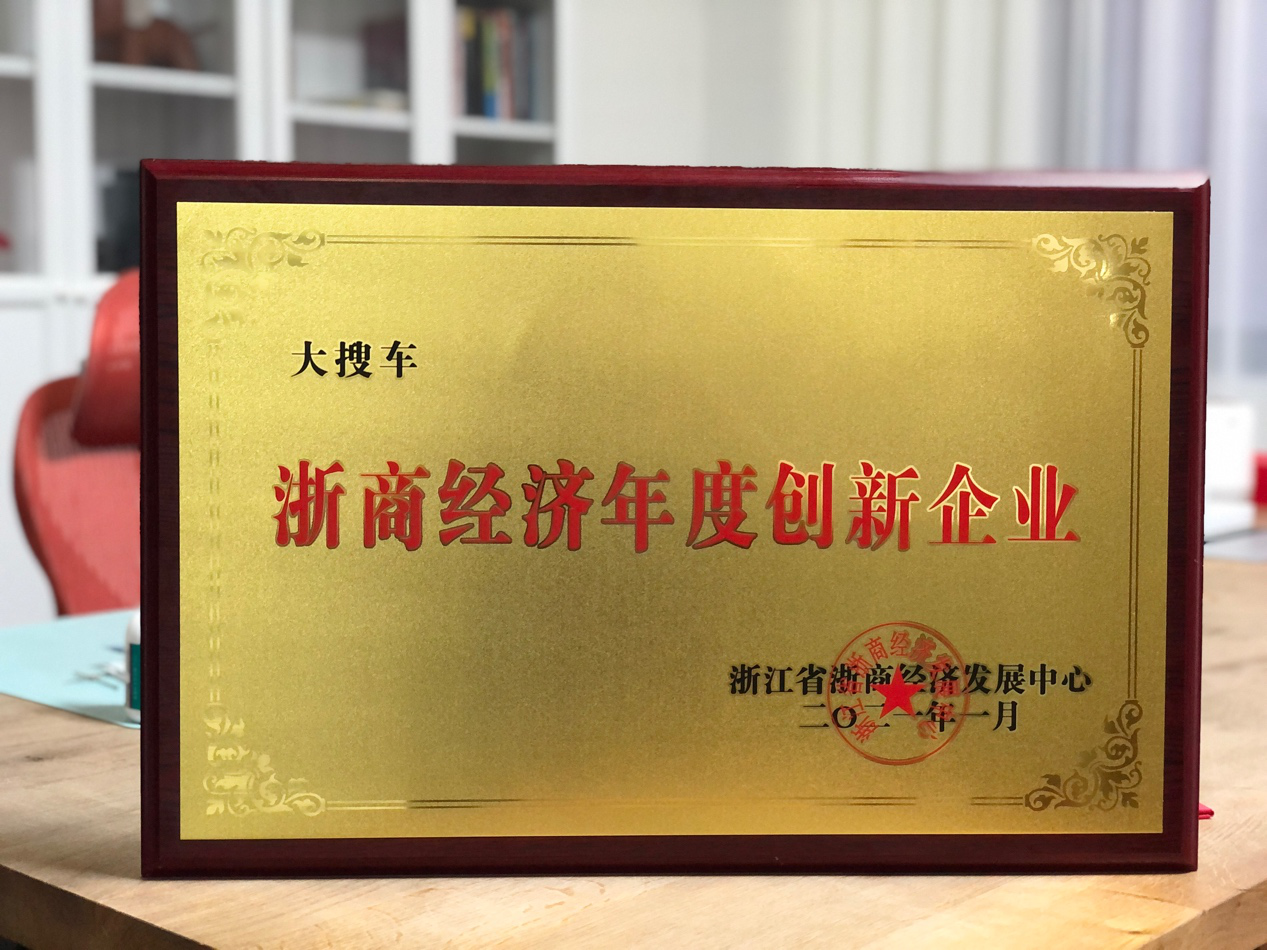 大搜车
浙商经济年度创新企业
浙江省浙商经济发展中心
二〇二一年一月